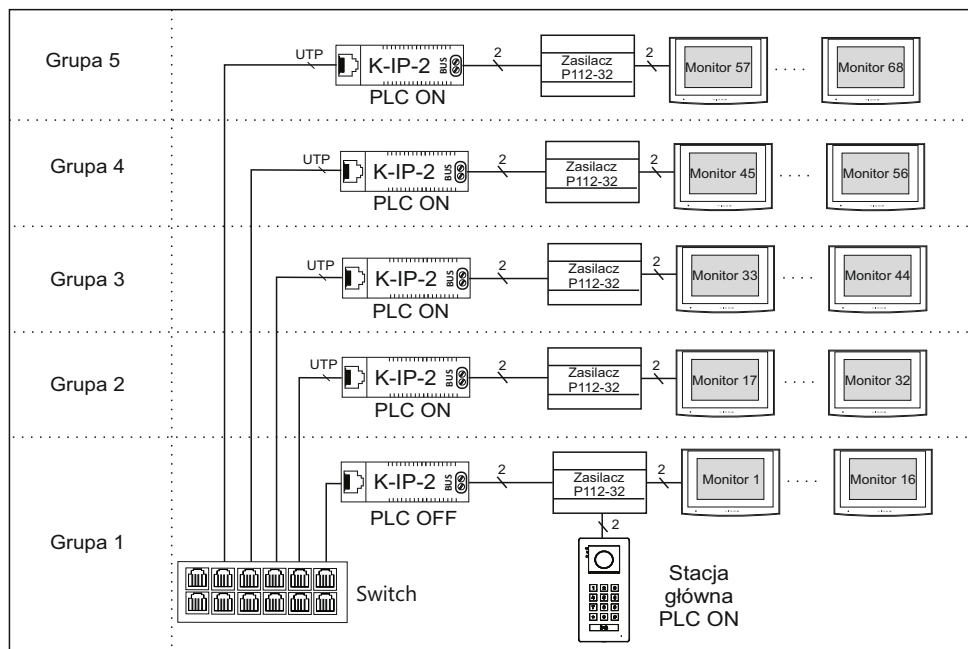 Grupa 5
UTP
K-IP-2
BUS
PLC ON
2
Zasilacz
P112-32
2
Monitor 57
. . . .
Monitor 68
Grupa 4
UTP
K-IP-2
BUS
PLC ON
2
Zasilacz
P112-32
2
Monitor 45
. . . .
Monitor 56
Grupa 3
UTP
K-IP-2
BUS
PLC ON
2
Zasilacz
P112-32
2
Monitor 33
. . . .
Monitor 44
Grupa 2
UTP
K-IP-2
BUS
PLC ON
2
Zasilacz
P112-32
2
Monitor 17
. . . .
Monitor 32
Grupa 1
K-IP-2
BUS
PLC OFF
2
Zasilacz
P112-32
2
Monitor 1
. . . .
Monitor 16
2
Switch
Stacja
główna
PLC ON